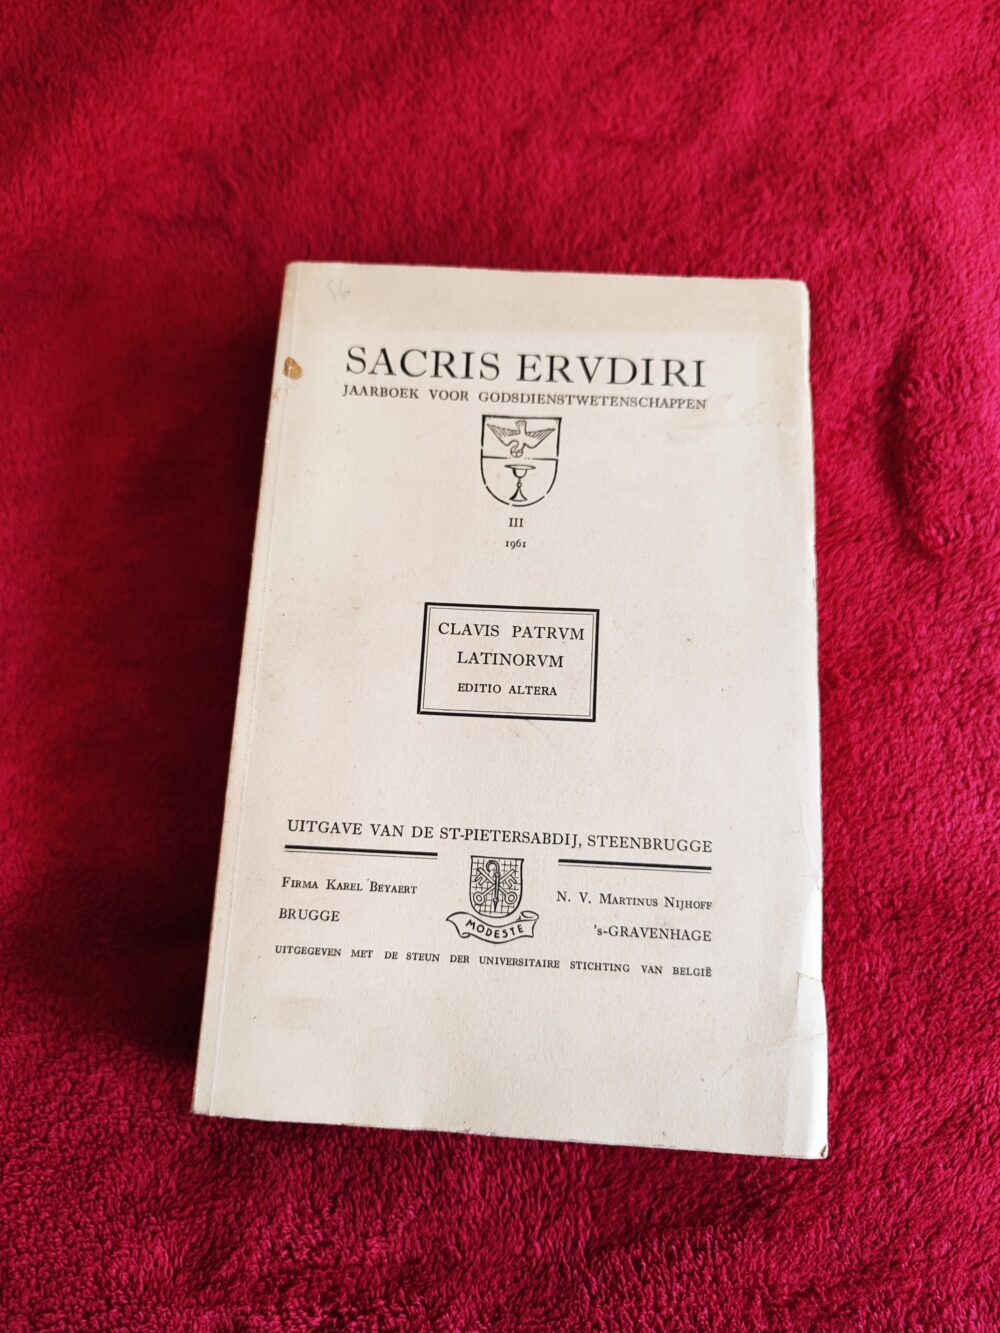 56
SACRIS ERVDIRI
JAARBOEK VOOR GODSDIENSTWETENSCHAPPEN
III
1961
CLAVIS PATRVM
LATINORVM
EDITIO ALTERA
UITGAVE VAN DE ST-PIETERSABDIJ, STEENBRUGGE
FIRMA KAREL BEYAERT
BRUGGE
MODESTE
N. V. MARTINUS NIJHOFF
's-GRAVENHAGE
UITGEGEVEN MET DE STEUN DER UNIVERSITAIRE STICHTING VAN BELGIË